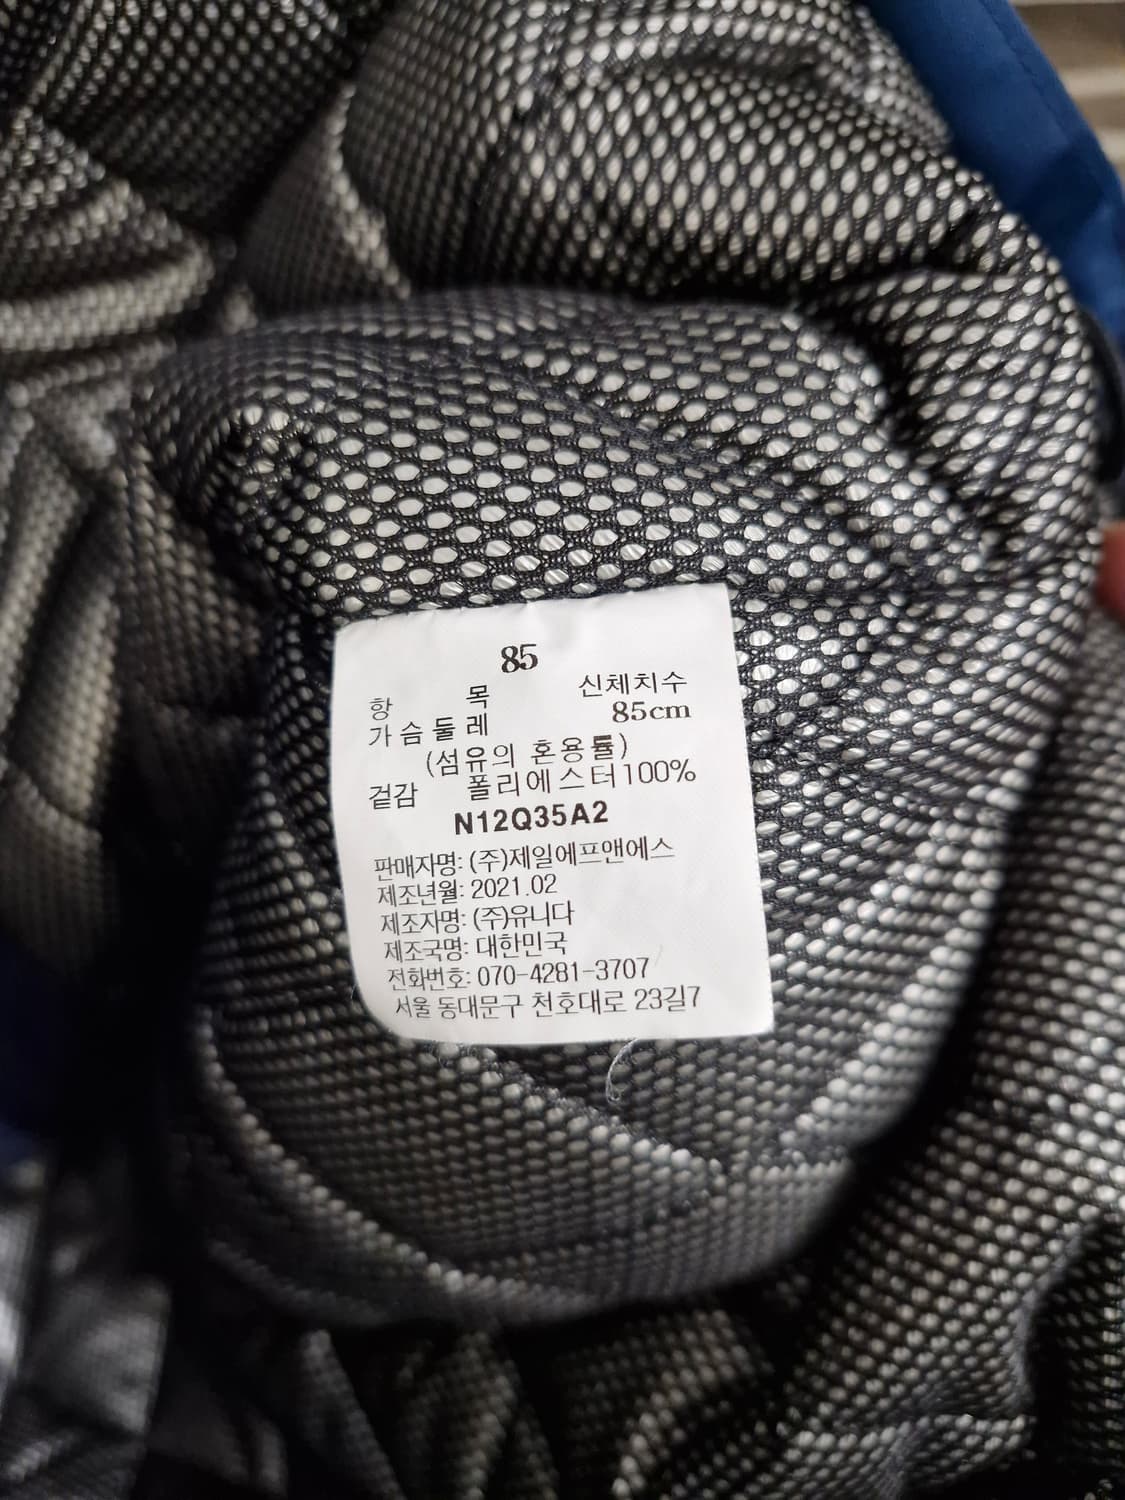 85
항 목 신체치수
가슴둘레 85cm
(섬유의 혼용률)
겉감 폴리에스터100%
N12Q35A2
판매자명: (주)제일에프앤에스
제조년월: 2021.02
제조자명: (주)유니다
제조국명: 대한민국
전화번호: 070-4281-3707
서울 동대문구 천호대로 23길7